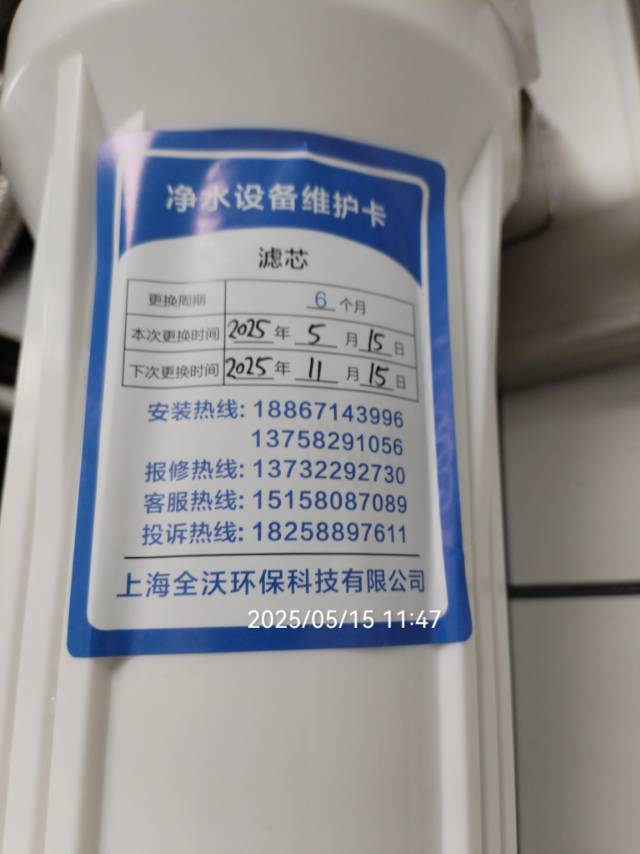 净水设备维护卡
滤芯
更换周期 6 个月
本次更换时间 2025 年 5 月 15 日
下次更换时间 2025 年 11 月 15 日
安装热线: 18867143996
13758291056
报修热线: 13732292730
客服热线: 15158087089
投诉热线: 18258897611
上海全沃环保科技有限公司
2025/05/15 11:47